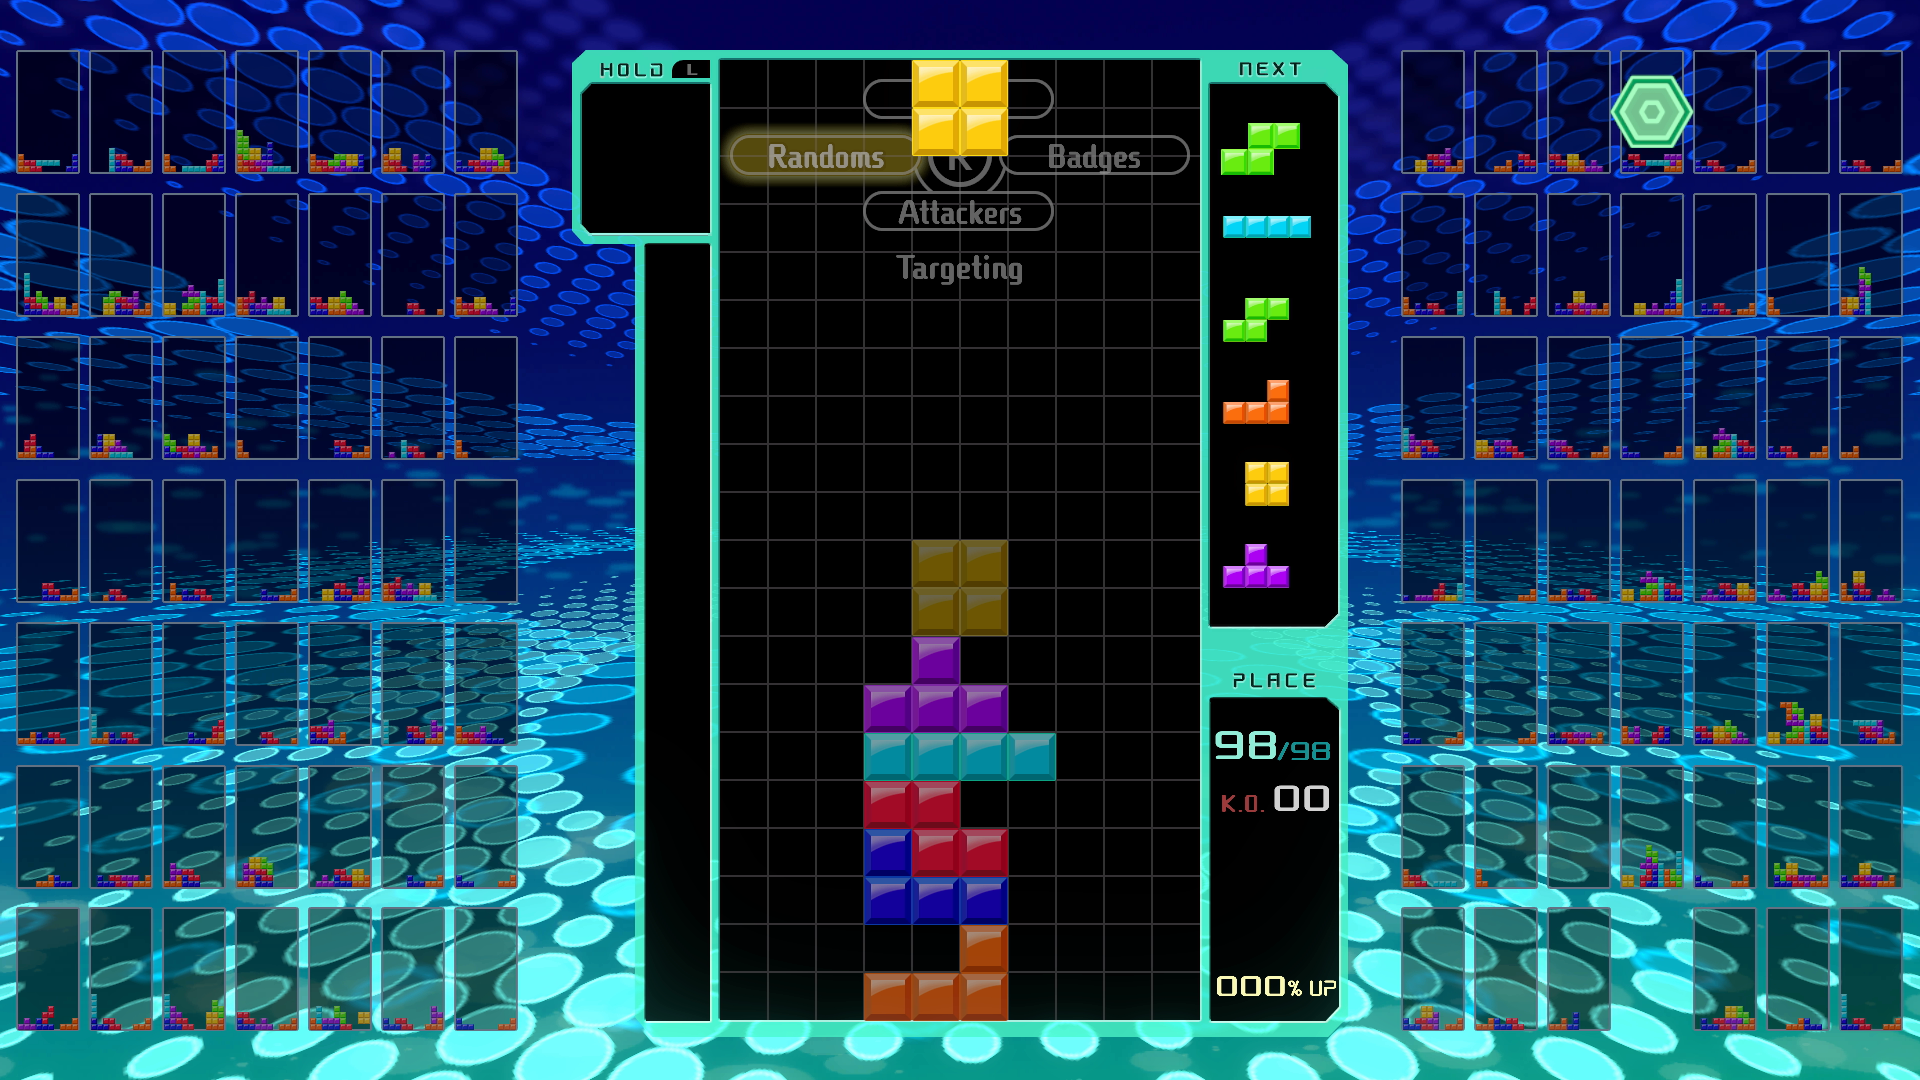 HOLD L
NEXT
Randoms
R
Badges
Attackers
Targeting
PLACE
98/98
K.O. 00
000% UP